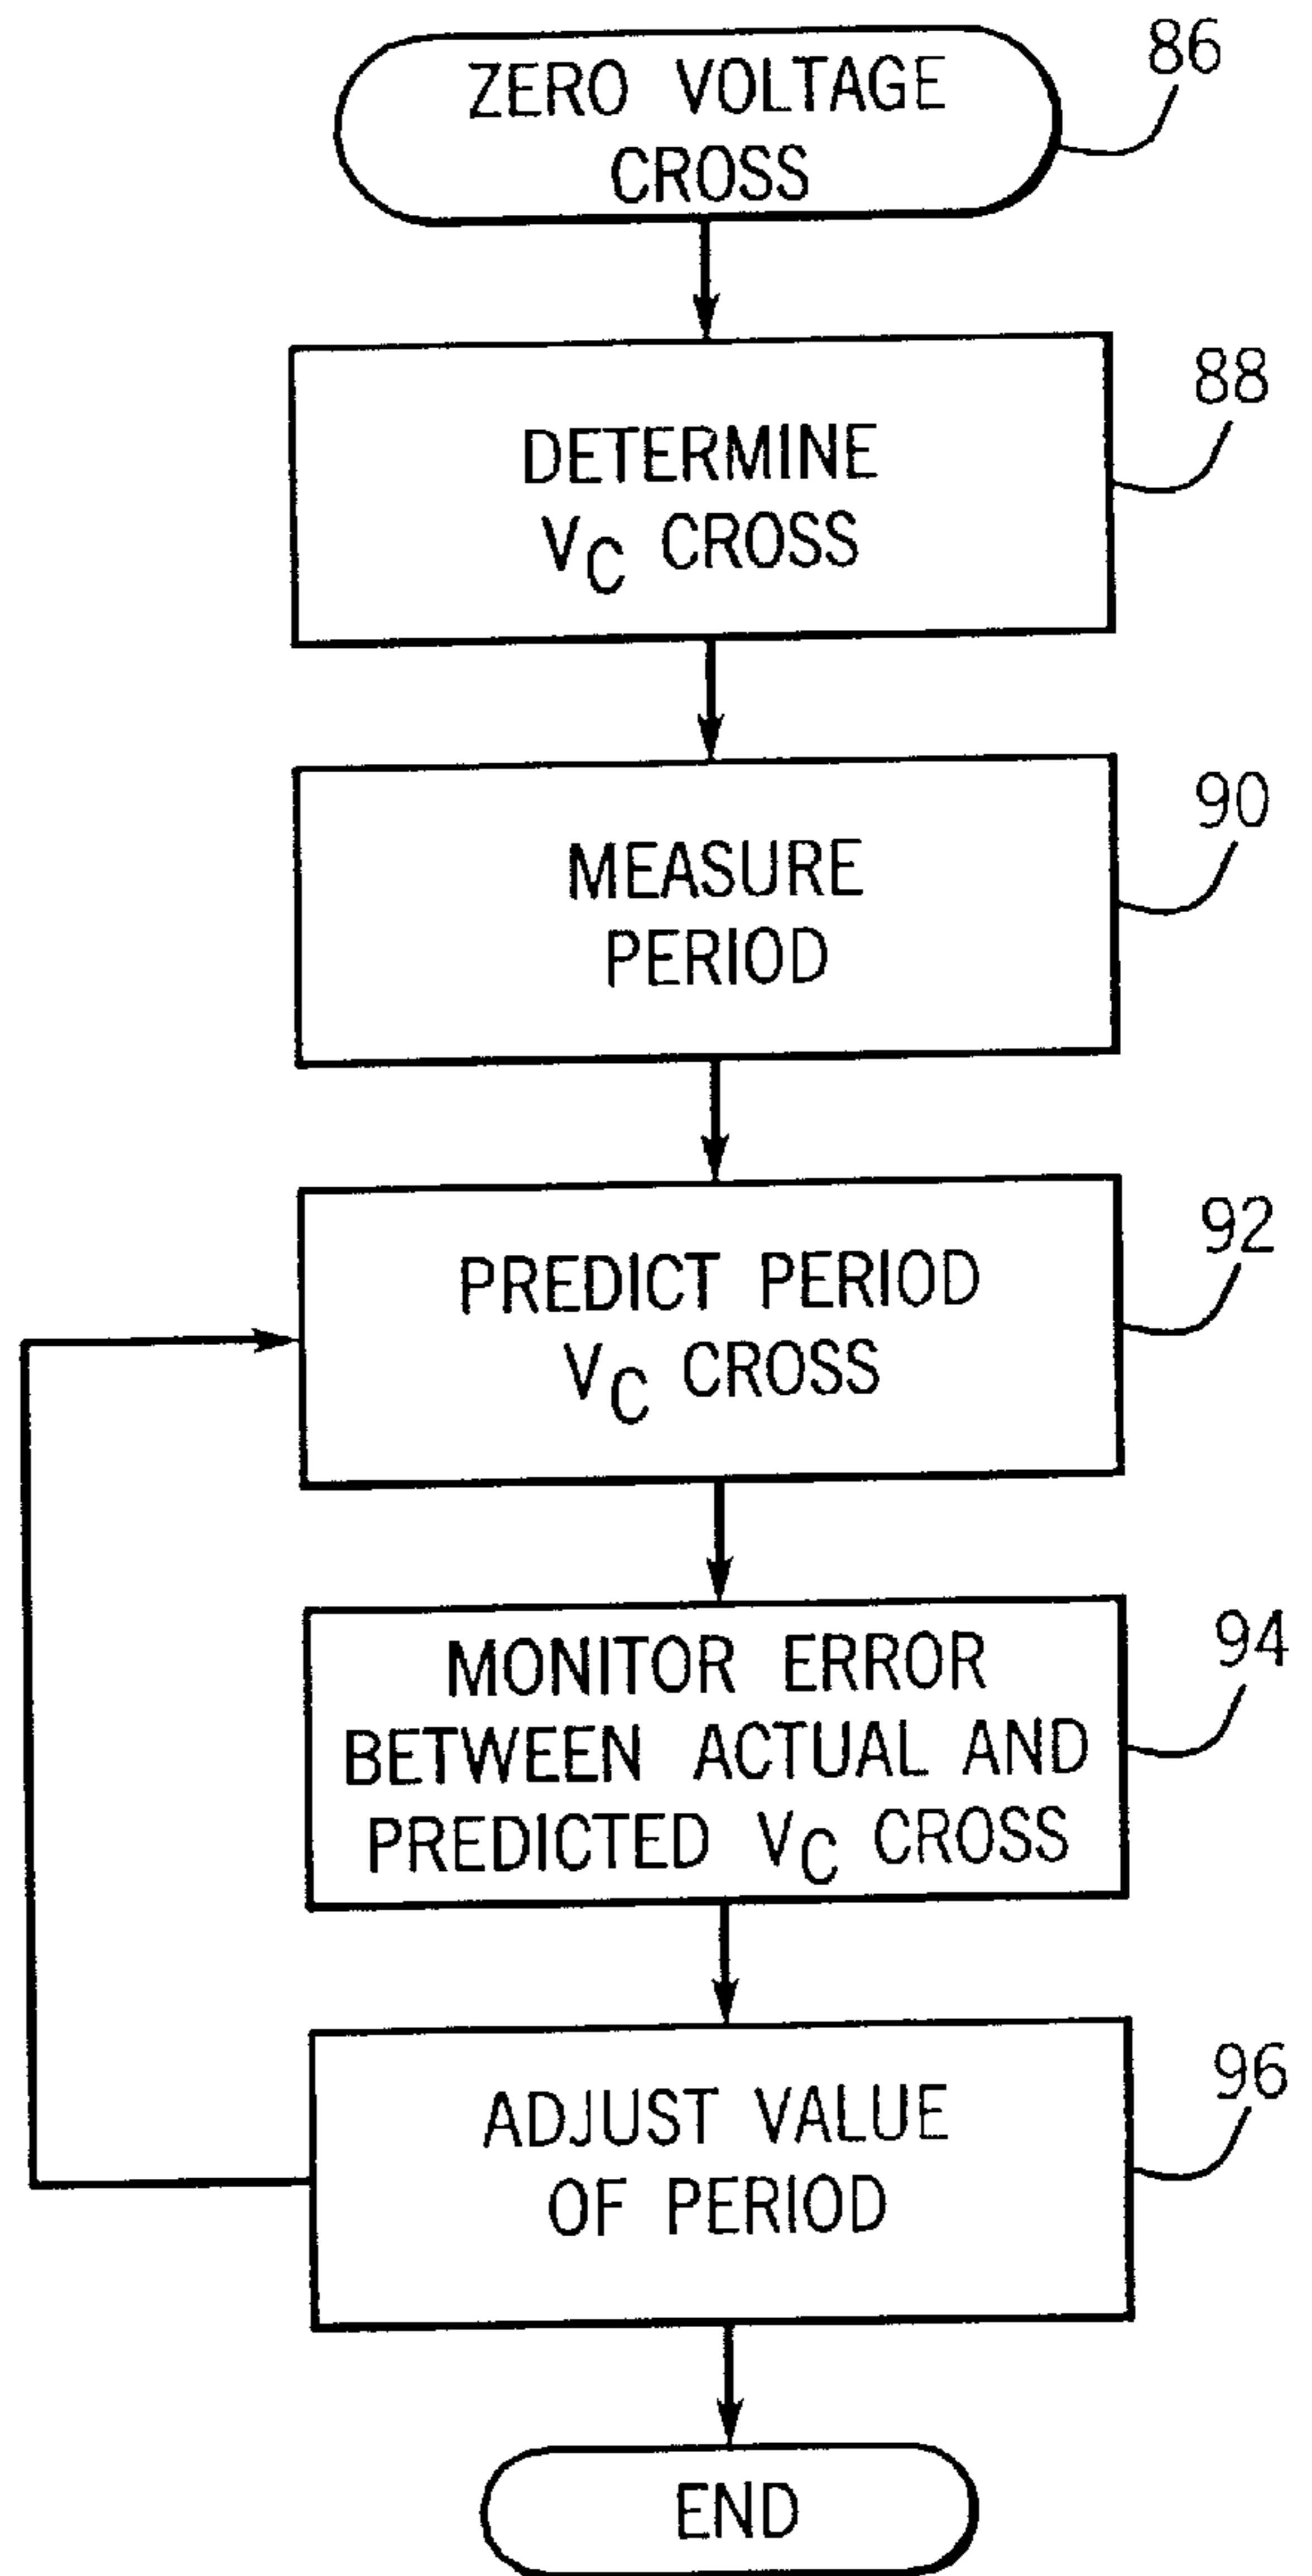 ZERO VOLTAGE
CROSS
86
DETERMINE
VC CROSS
88
MEASURE
PERIOD
90
PREDICT PERIOD
VC CROSS
92
MONITOR ERROR
BETWEEN ACTUAL AND
PREDICTED VC CROSS
94
ADJUST VALUE
OF PERIOD
96
END